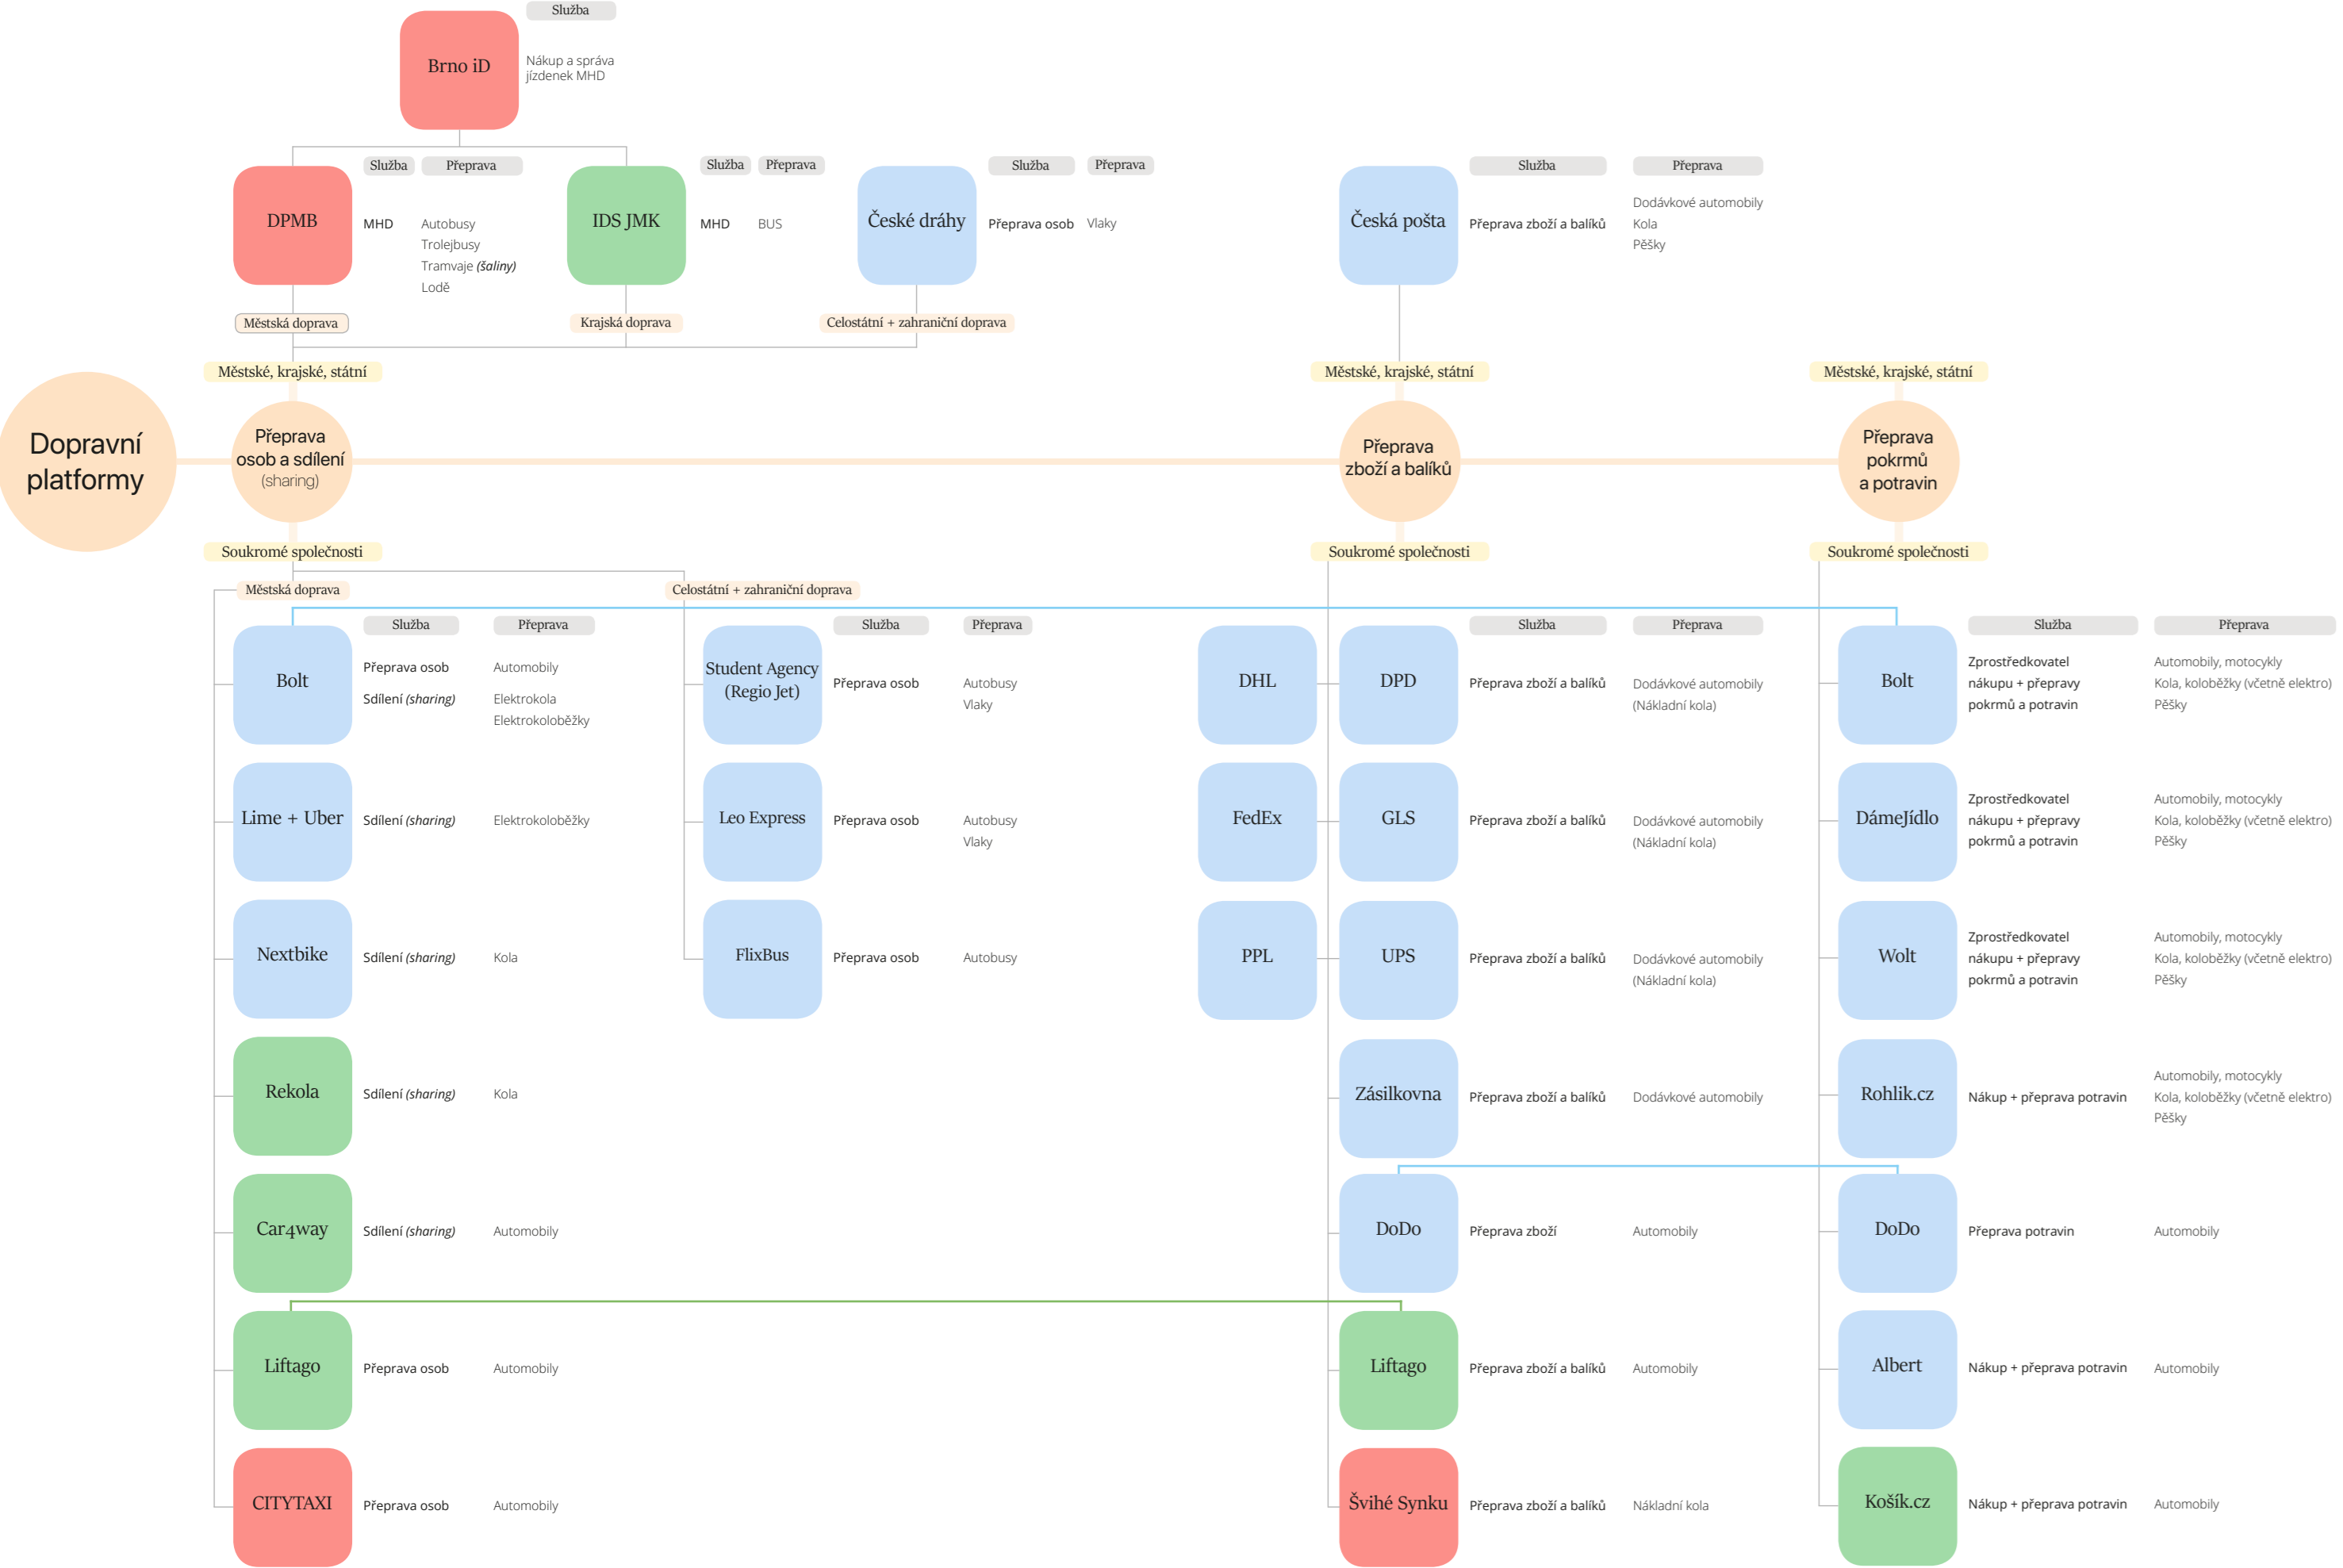 Služba
Brno iD
Nákup a správa
jízdenek MHD
Služba
Přeprava
DPMB
MHD
Autobusy
Trolejbusy
Tramvaje (šaliny)
Lodě
Služba
Přeprava
IDS JMK
MHD
BUS
Služba
Přeprava
České dráhy
Přeprava osob
Vlaky
Služba
Přeprava
Česká pošta
Přeprava zboží a balíků
Dodávkové automobily
Kola
Pěšky
Městská doprava
Krajská doprava
Celostátní + zahraniční doprava
Městské, krajské, státní
Městské, krajské, státní
Městské, krajské, státní
Dopravní
platformy
Přeprava
osob a sdílení
(sharing)
Přeprava
zboží a balíků
Přeprava
pokrmů
a potravin
Soukromé společnosti
Soukromé společnosti
Soukromé společnosti
Městská doprava
Celostátní + zahraniční doprava
Služba
Přeprava
Bolt
Přeprava osob
Automobily
Sdílení (sharing)
Elektrokola
Elektrokoloběžky
Lime + Uber
Sdílení (sharing)
Elektrokoloběžky
Nextbike
Sdílení (sharing)
Kola
Rekola
Sdílení (sharing)
Kola
Car4way
Sdílení (sharing)
Automobily
Liftago
Přeprava osob
Automobily
CITYTAXI
Přeprava osob
Automobily
Služba
Přeprava
Student Agency
(Regio Jet)
Přeprava osob
Autobusy
Vlaky
Leo Express
Přeprava osob
Autobusy
Vlaky
FlixBus
Přeprava osob
Autobusy
Služba
Přeprava
DHL
DPD
Přeprava zboží a balíků
Dodávkové automobily
(Nákladní kola)
FedEx
GLS
Přeprava zboží a balíků
Dodávkové automobily
(Nákladní kola)
PPL
UPS
Přeprava zboží a balíků
Dodávkové automobily
(Nákladní kola)
Zásilkovna
Přeprava zboží a balíků
Dodávkové automobily
DoDo
Přeprava zboží
Automobily
Liftago
Přeprava zboží a balíků
Automobily
Švihé Synku
Přeprava zboží a balíků
Nákladní kola
Služba
Přeprava
Bolt
Zprostředkovatel
nákupu + přepravy
pokrmů a potravin
Automobily, motocykly
Kola, koloběžky (včetně elektro)
Pěšky
DámeJídlo
Zprostředkovatel
nákupu + přepravy
pokrmů a potravin
Automobily, motocykly
Kola, koloběžky (včetně elektro)
Pěšky
Wolt
Zprostředkovatel
nákupu + přepravy
pokrmů a potravin
Automobily, motocykly
Kola, koloběžky (včetně elektro)
Pěšky
Rohlik.cz
Nákup + přeprava potravin
Automobily, motocykly
Kola, koloběžky (včetně elektro)
Pěšky
DoDo
Přeprava potravin
Automobily
Albert
Nákup + přeprava potravin
Automobily
Košík.cz
Nákup + přeprava potravin
Automobily